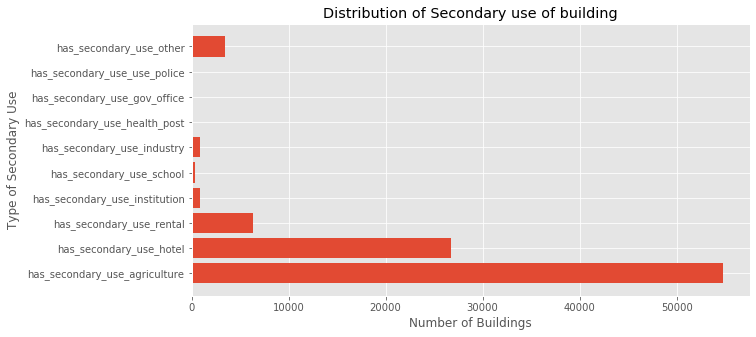 Distribution of Secondary use of building
Type of Secondary Use
has_secondary_use_other
has_secondary_use_use_police
has_secondary_use_gov_office
has_secondary_use_health_post
has_secondary_use_industry
has_secondary_use_school
has_secondary_use_institution
has_secondary_use_rental
has_secondary_use_hotel
has_secondary_use_agriculture
0 10000 20000 30000 40000 50000
Number of Buildings